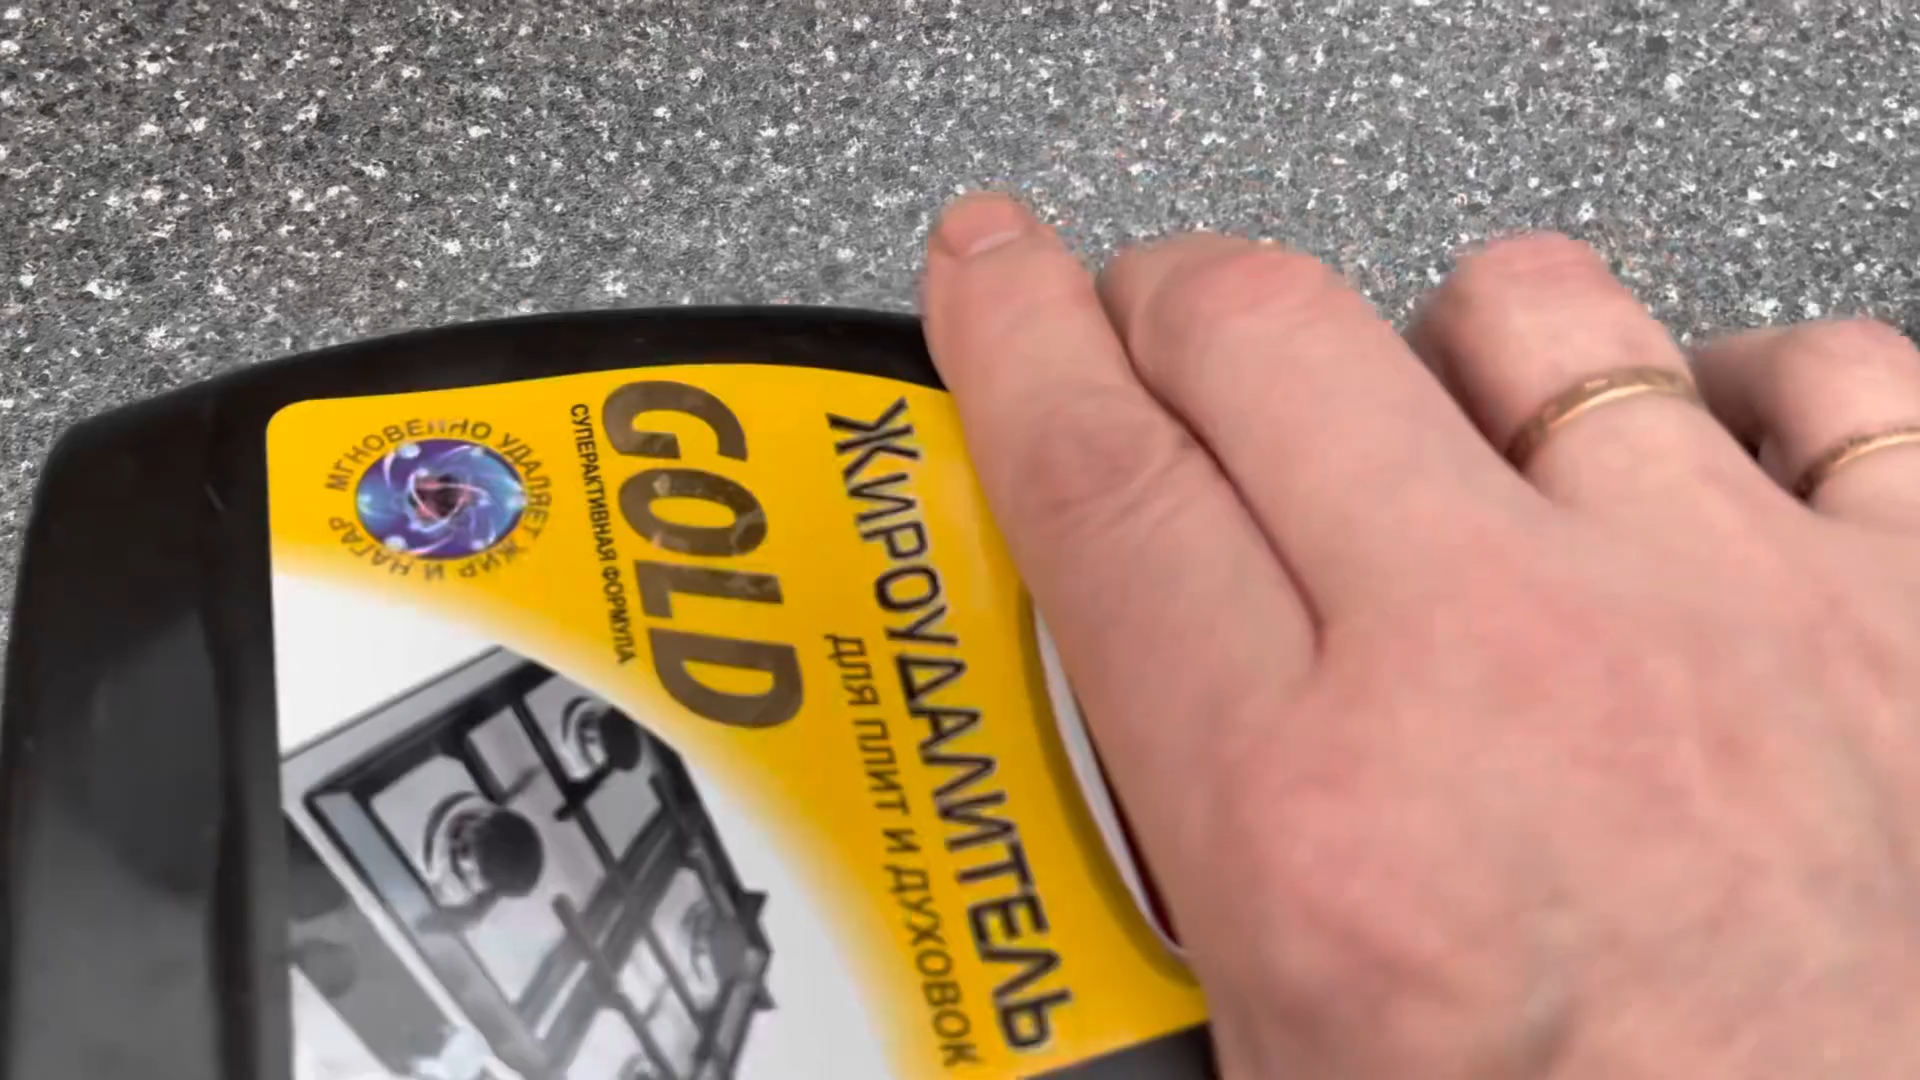 ЖИРОУДАЛИТЕЛЬ
ДЛЯ ПЛИТ И ДУХОВОК
GOLD
СУПЕРАКТИВНАЯ ФОРМУЛА
МГНОВЕННО УДАЛЯЕТ ЖИР И НАГАР